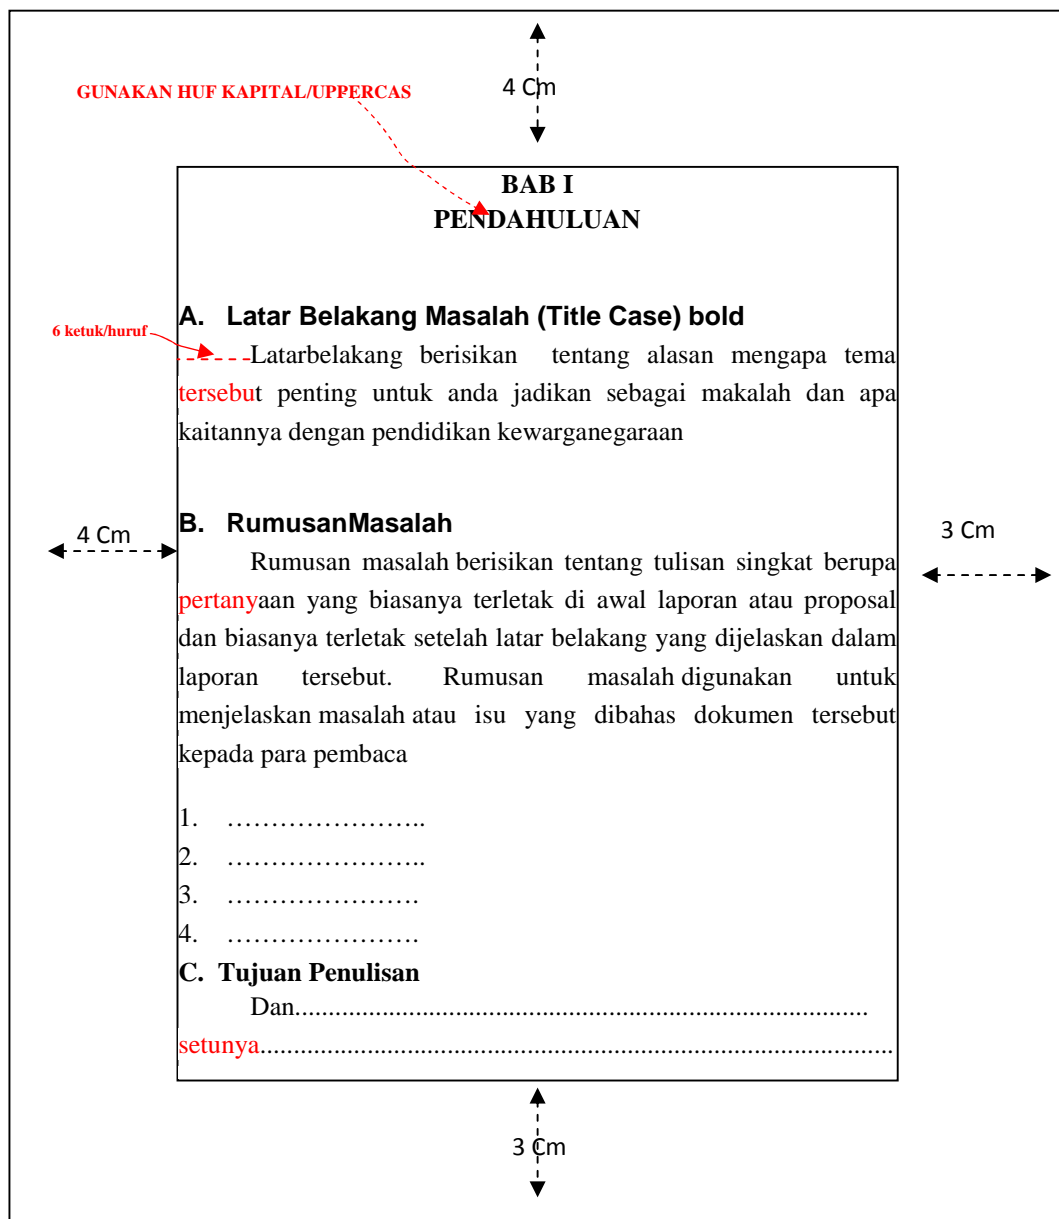 4 Cm
GUNAKAN HUF KAPITAL/UPPERCAS
BAB I
PENDAHULUAN
A. Latar Belakang Masalah (Title Case) bold
6 ketuk/huruf
Latarbelakang berisikan tentang alasan mengapa tema
tersebut penting untuk anda jadikan sebagai makalah dan apa
kaitannya dengan pendidikan kewarganegaraan
B. RumusanMasalah
4 Cm
3 Cm
Rumusan masalah berisikan tentang tulisan singkat berupa
pertanyaan yang biasanya terletak di awal laporan atau proposal
dan biasanya terletak setelah latar belakang yang dijelaskan dalam
laporan tersebut. Rumusan masalah digunakan untuk
menjelaskan masalah atau isu yang dibahas dokumen tersebut
kepada para pembaca
1. …………………..
2. …………………..
3. ………………….
4. ………………….
C. Tujuan Penulisan
Dan.....................................................................................
setunya..............................................................................................
3 Cm